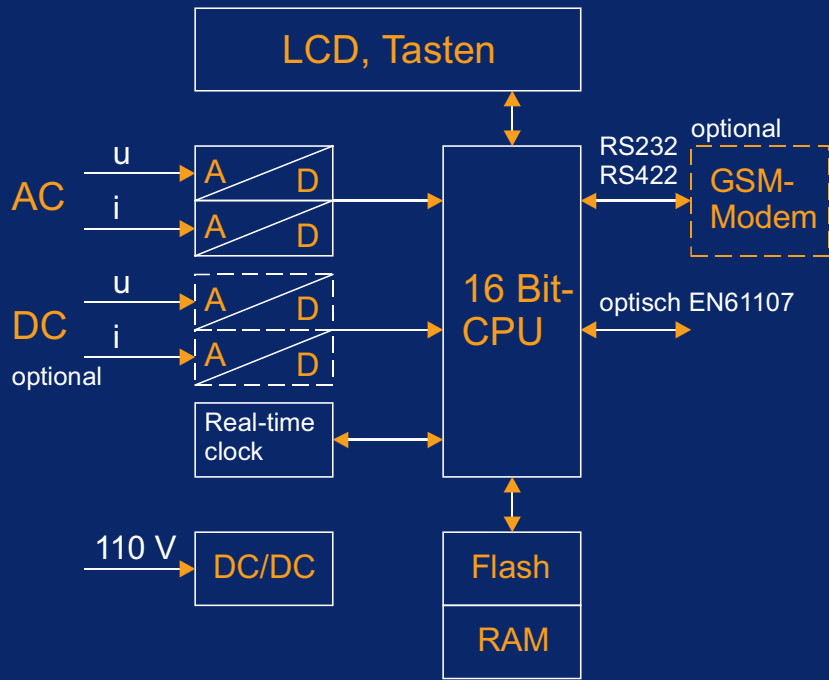 LCD, Tasten
optional
RS232
RS422
GSM-
Modem
AC
u
i
A
D
A
D
DC
optional
u
i
A
D
A
D
16 Bit-
CPU
optisch EN61107
Real-time
clock
110 V
DC/DC
Flash
RAM